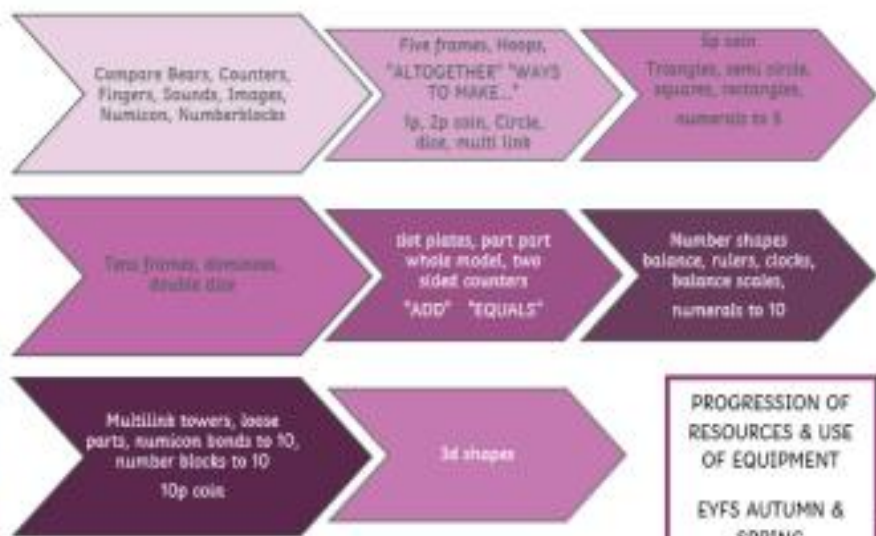 Compare Bears, Counters,
Fingers, Sounds, Images,
Numicon, Numberblocks
Five frames, Hoops,
"ALTOGETHER" "WAYS
TO MAKE..."
1p, 2p coin, Circle,
dice, multi link
5p coin
Triangles, semi circle,
squares, rectangles,
numerals to 5
Tens frames, dominoes,
double dice
dot plates, part part
whole model, two
sided counters
"ADD" "EQUALS"
Number shapes
balance, rulers, clocks,
balance scales,
numerals to 10
Multilink towers, loose
parts, numicon bonds to 10,
number blocks to 10
10p coin
3d shapes
PROGRESSION OF
RESOURCES & USE
OF EQUIPMENT
EYFS AUTUMN &
SPRING